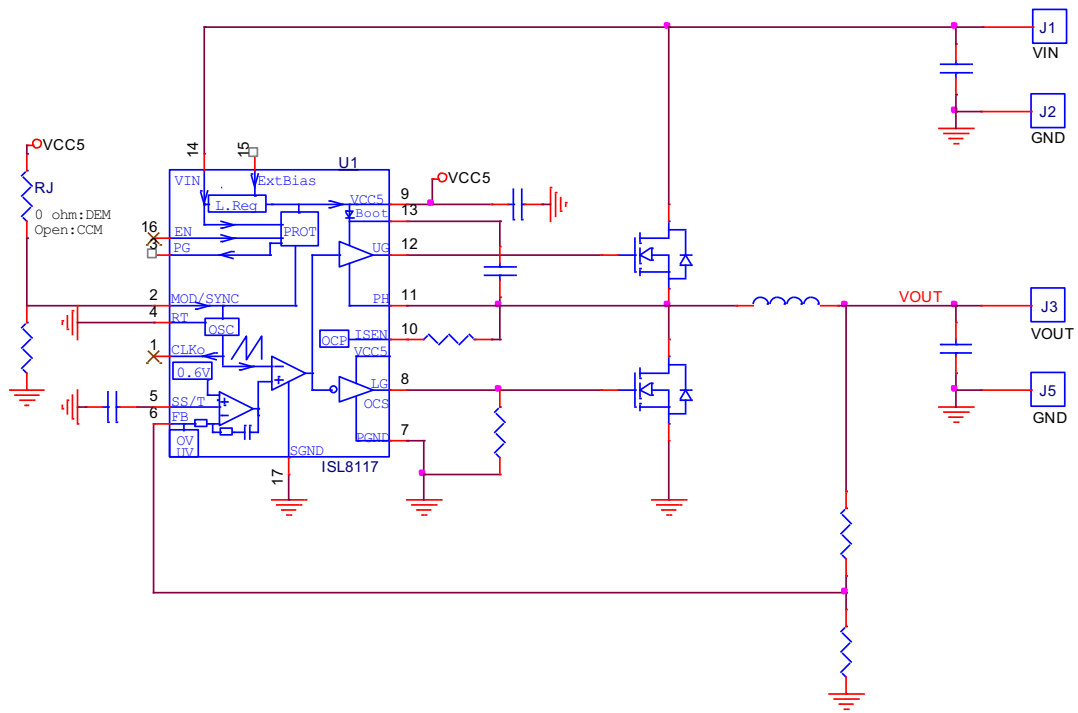 J1
VIN
J2
GND
VCC5
RJ
0 ohm:DEM
Open:CCM
14
15
U1
VIN
ExtBias
L.Reg
VCC5
9
VCC5
Boot
13
16
EN
PROT
3
PG
UG
12
2
MOD/SYNC
PH
11
VOUT
J3
VOUT
4
RT
OSC
OCP
ISEN
10
1
CLKo
VCC5
0.6V
LG
8
OCS
J5
GND
5
SS/T
6
FB
OV
UV
PGND
7
SGND
17
ISL8117